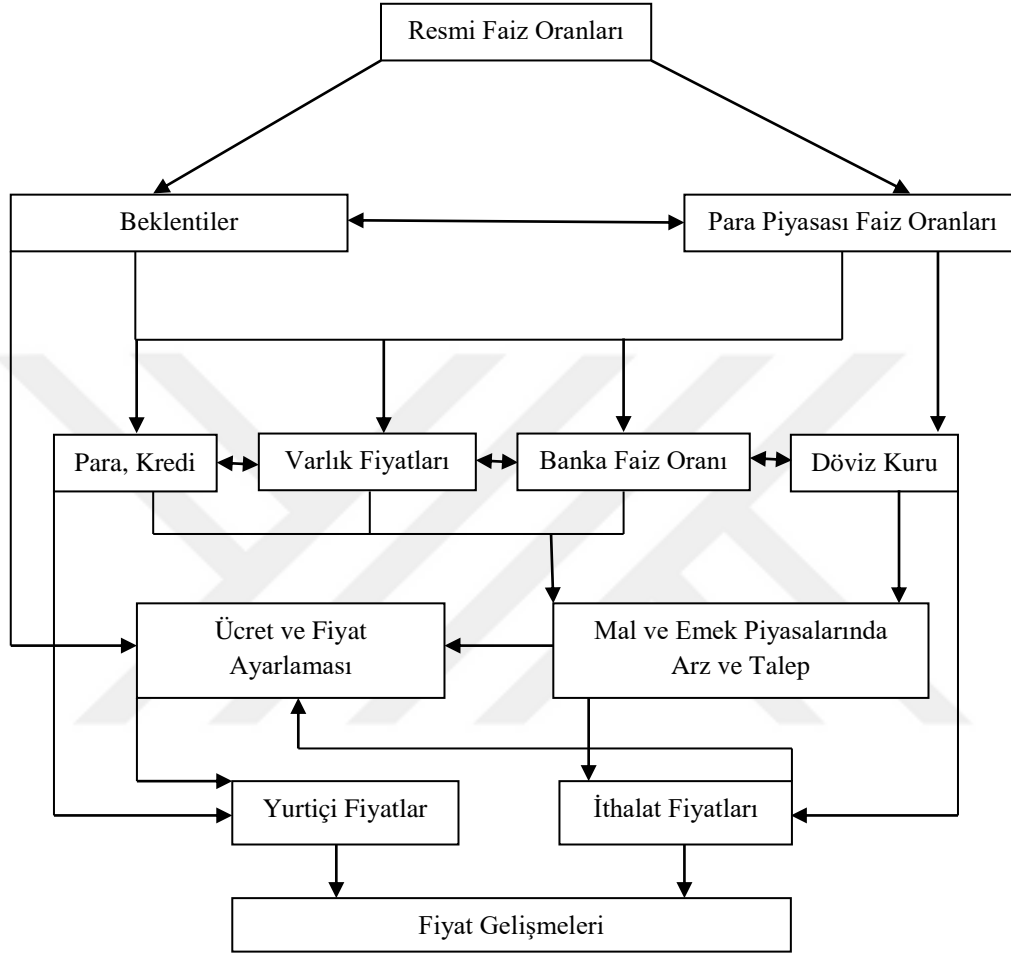 Resmi Faiz Oranları
Beklentiler
Para Piyasası Faiz Oranları
Para, Kredi
Varlık Fiyatları
Banka Faiz Oranı
Döviz Kuru
Ücret ve Fiyat
Ayarlaması
Mal ve Emek Piyasalarında
Arz ve Talep
Yurtiçi Fiyatlar
İthalat Fiyatları
Fiyat Gelişmeleri